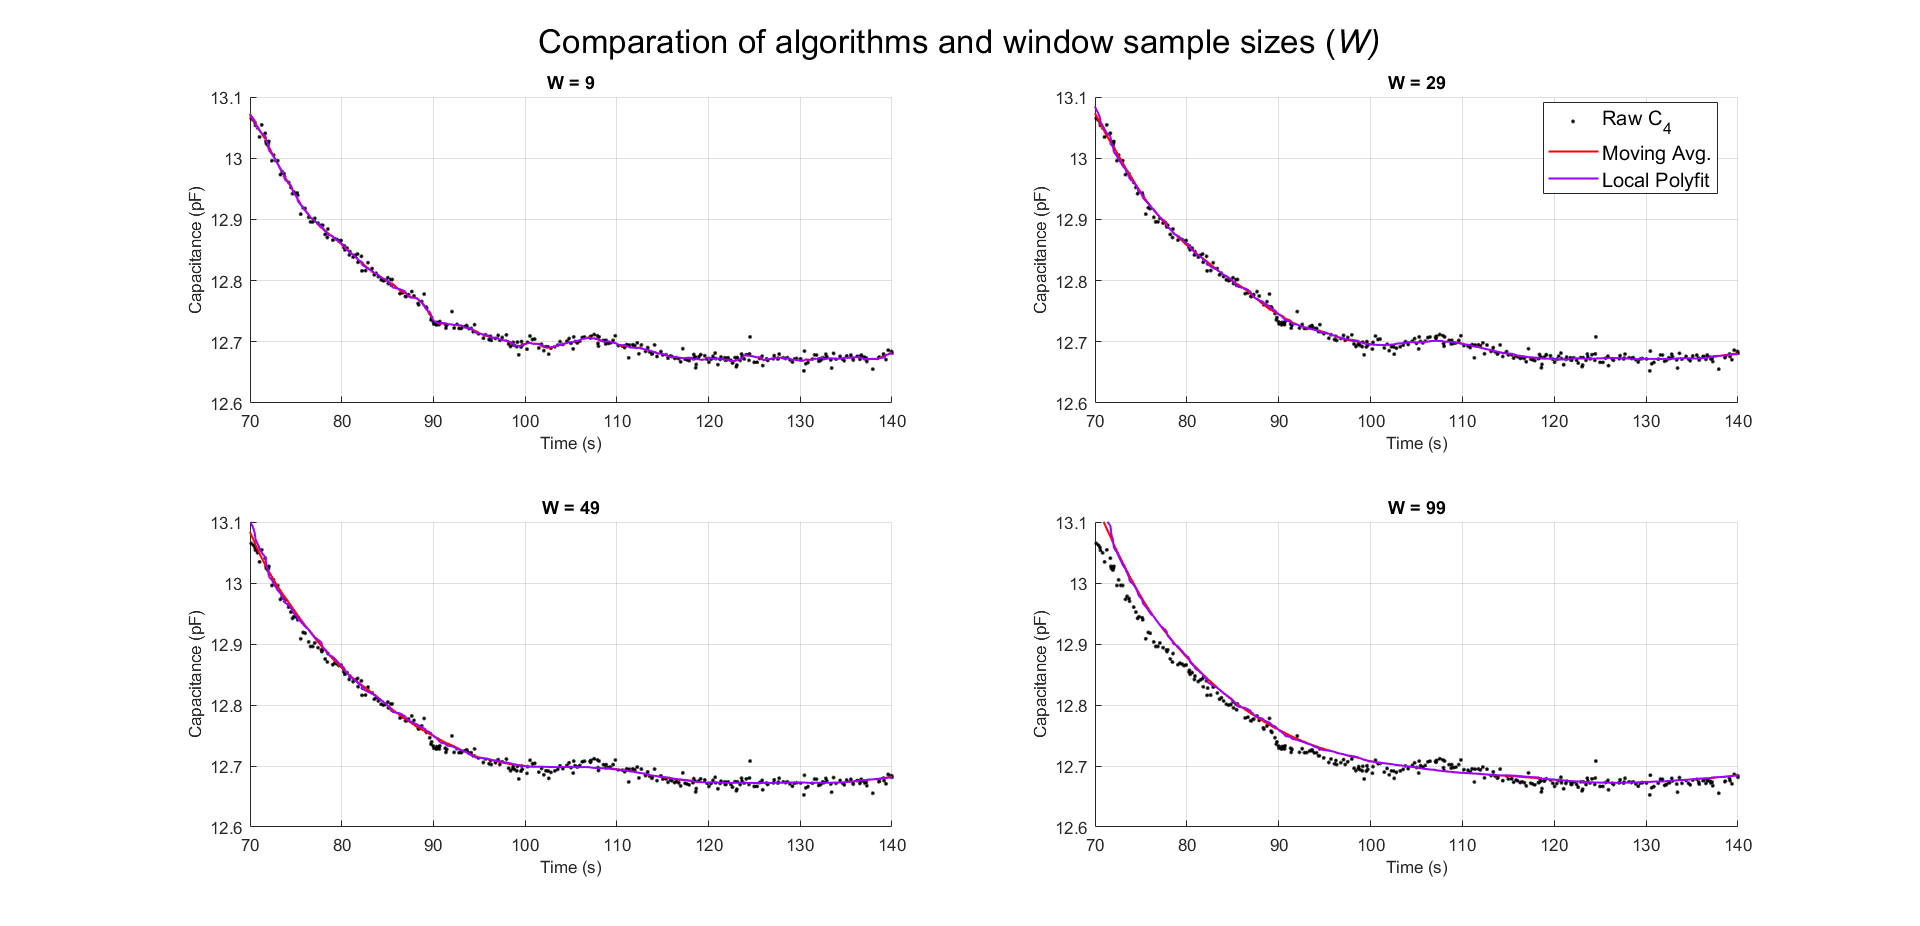 Comparation of algorithms and window sample sizes (W)
W = 9
13.1
13
12.9
12.8
12.7
12.6
Capacitance (pF)
70 80 90 100 110 120 130 140
Time (s)
W = 29
13.1
13
12.9
12.8
12.7
12.6
Capacitance (pF)
Raw C4
Moving Avg.
Local Polyfit
70 80 90 100 110 120 130 140
Time (s)
W = 49
13.1
13
12.9
12.8
12.7
12.6
Capacitance (pF)
70 80 90 100 110 120 130 140
Time (s)
W = 99
13.1
13
12.9
12.8
12.7
12.6
Capacitance (pF)
70 80 90 100 110 120 130 140
Time (s)